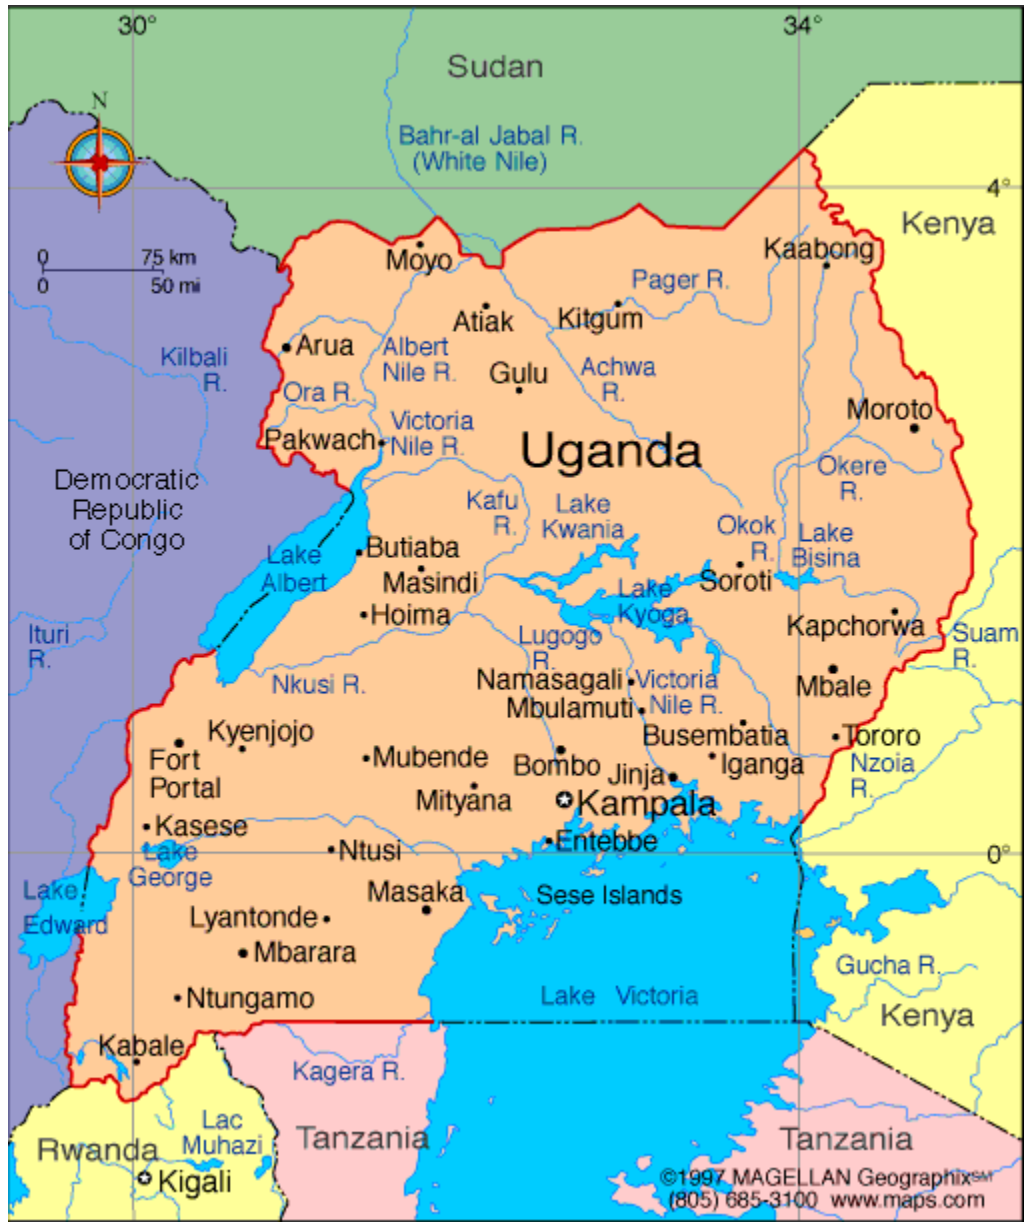 30°
34°
N
Sudan
Bahr-al Jabal R.
(White Nile)
4°
Kenya
Kaabong
Moyo
0
75 km
0
50 mi
Pager R.
Atiak
Kitgum
Arua
Albert
Nile R.
Kilbali
R.
Achwa
R.
Gulu
Ora R.
Moroto
Victoria
Nile R.
Pakwach
Uganda
Okere
R.
Democratic
Republic
of Congo
Kafu
R.
Lake
Kwania
Okok
R.
Lake
Bisina
Butiaba
Lake
Albert
Masindi
Soroti
Lake
Kyoga
Hoima
Kapchorwa
Ituri
R.
Lugogo
R.
Suam
R.
Nkusi R.
Namasagali
Victoria
Nile R.
Mbale
Mbulamuti
Kyenjojo
Busembatia
Tororo
Fort
Portal
Mubende
Bombo
Iganga
Nzoia
R.
Jinja
Mityana
Kampala
Kasese
Entebbe
Lake
George
Ntusi
0°
Lake
Edward
Masaka
Sese Islands
Lyantonde
Mbarara
Gucha R.
Ntungamo
Lake Victoria
Kenya
Kabale
Kagera R.
Lac
Muhazi
Rwanda
Tanzania
Tanzania
Kigali
©1997 MAGELLAN Geographix℠
(805) 685-3100 www.maps.com